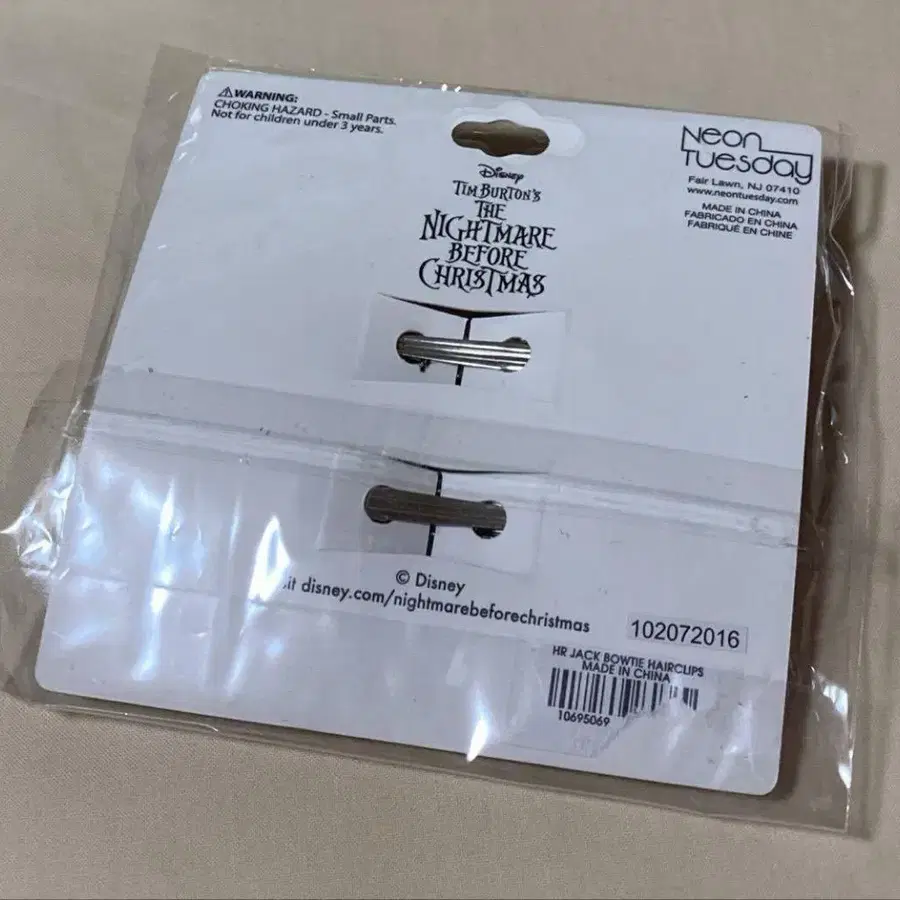 ⚠WARNING:
CHOKING HAZARD - Small Parts.
Not for children under 3 years.
Disney
TIM BURTON'S
THE
NIGHTMARE
BEFORE
CHRISTMAS
Neon
Tuesday
Fair Lawn, NJ 07410
www.neontuesday.com
MADE IN CHINA
FABRICADO EN CHINA
FABRIQUÉ EN CHINE
© Disney
disney.com/nightmarebeforechristmas
102072016
HR JACK BOWTIE HAIRCLIPS
MADE IN CHINA
10695069